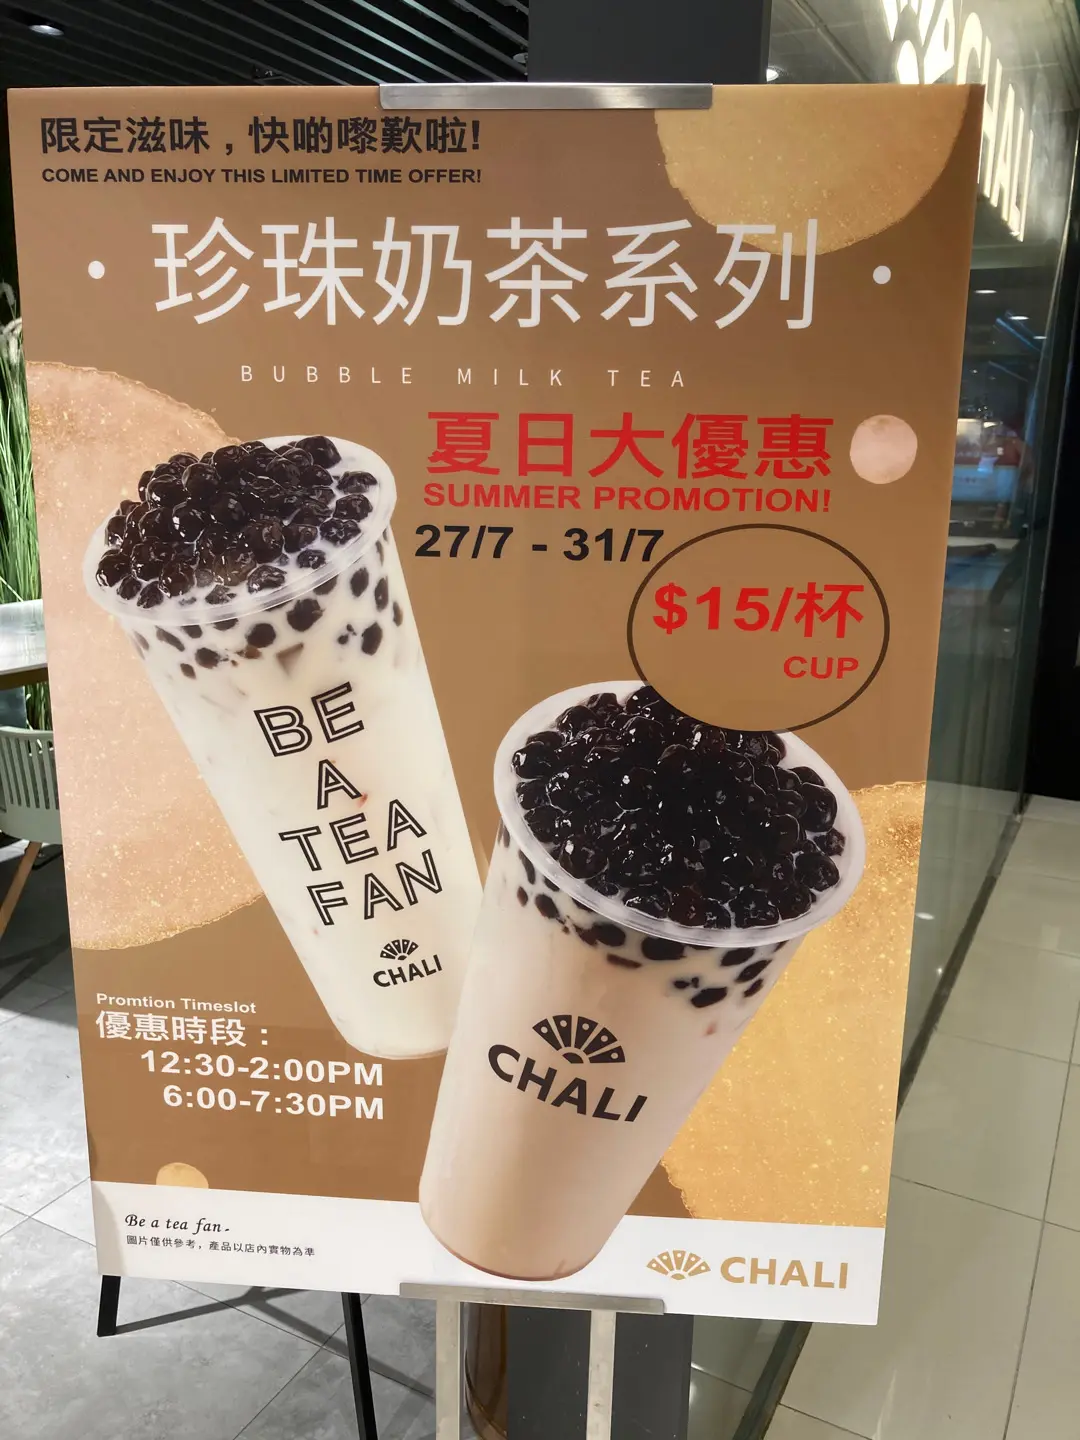 限定滋味，快啲嚟歎啦!
COME AND ENJOY THIS LIMITED TIME OFFER!
· 珍珠奶茶系列 ·
BUBBLE MILK TEA
夏日大優惠
SUMMER PROMOTION!
27/7 - 31/7
$15/杯
CUP
BE
A
TEA
FAN
CHALI
CHALI
Promtion Timeslot
優惠時段：
12:30-2:00PM
6:00-7:30PM
Be a tea fan-
圖片僅供參考，產品以店內實物為準
CHALI
CHALI